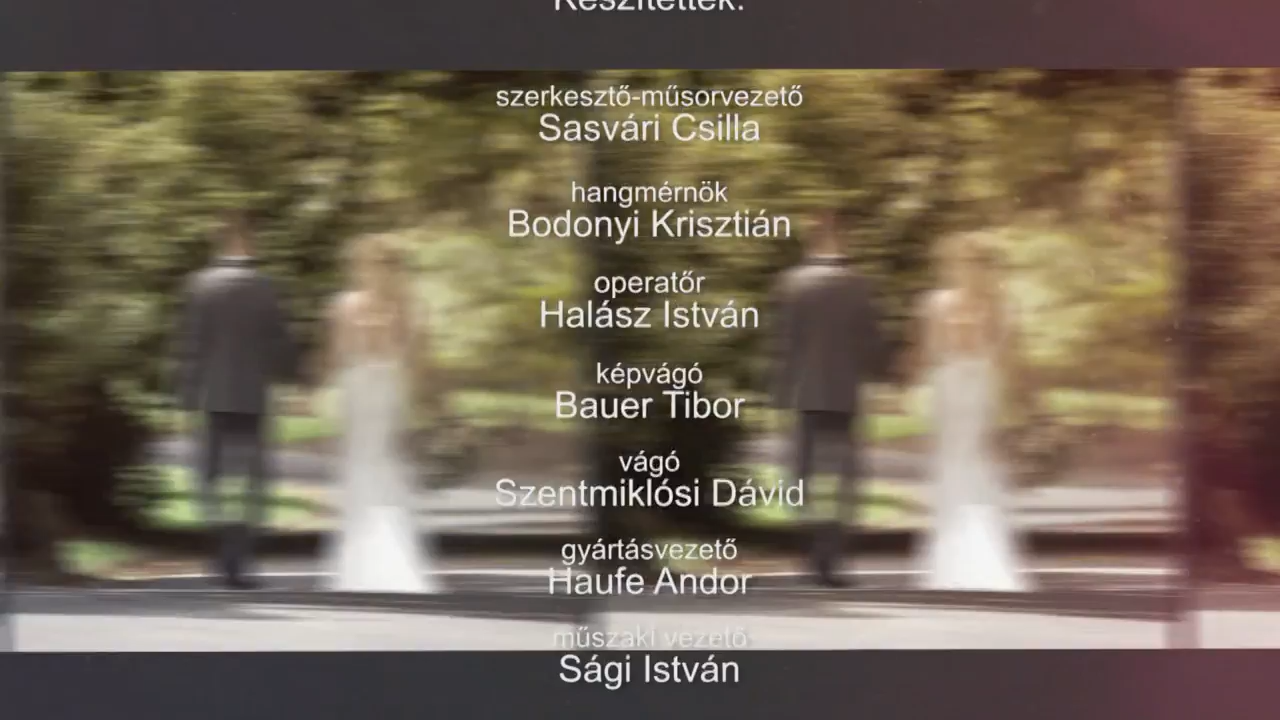 Készítették:
szerkesztő-műsorvezető
Sasvári Csilla
hangmérnök
Bodonyi Krisztián
operatőr
Halász István
képvágó
Bauer Tibor
vágó
Szentmiklósi Dávid
gyártásvezető
Haufe Andor
műszaki vezető
Sági István